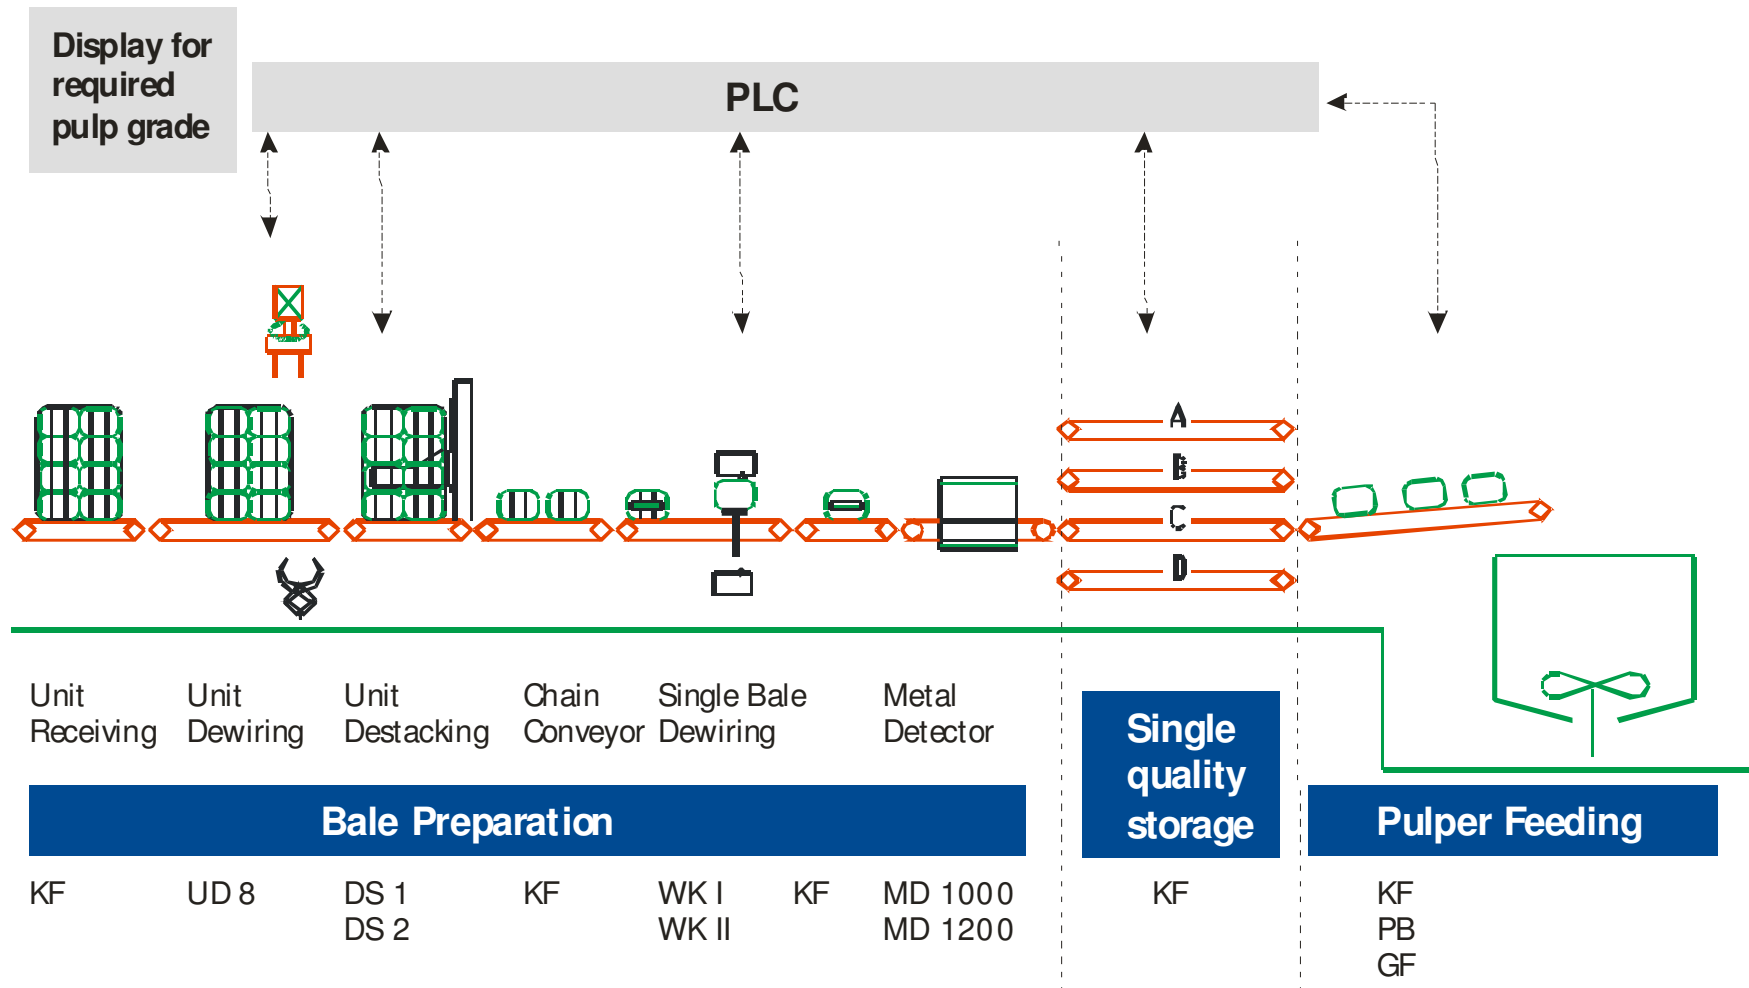 Display for
required
pulp grade
PLC
A
B
C
D
Unit
Receiving
Unit
Dewiring
Unit
Destacking
Chain
Conveyor
Single Bale
Dewiring
Metal
Detector
Single
quality
storage
Bale Preparation
Pulper Feeding
KF
UD 8
DS 1
DS 2
KF
WK I
WK II
KF
MD 1000
MD 1200
KF
KF
PB
GF